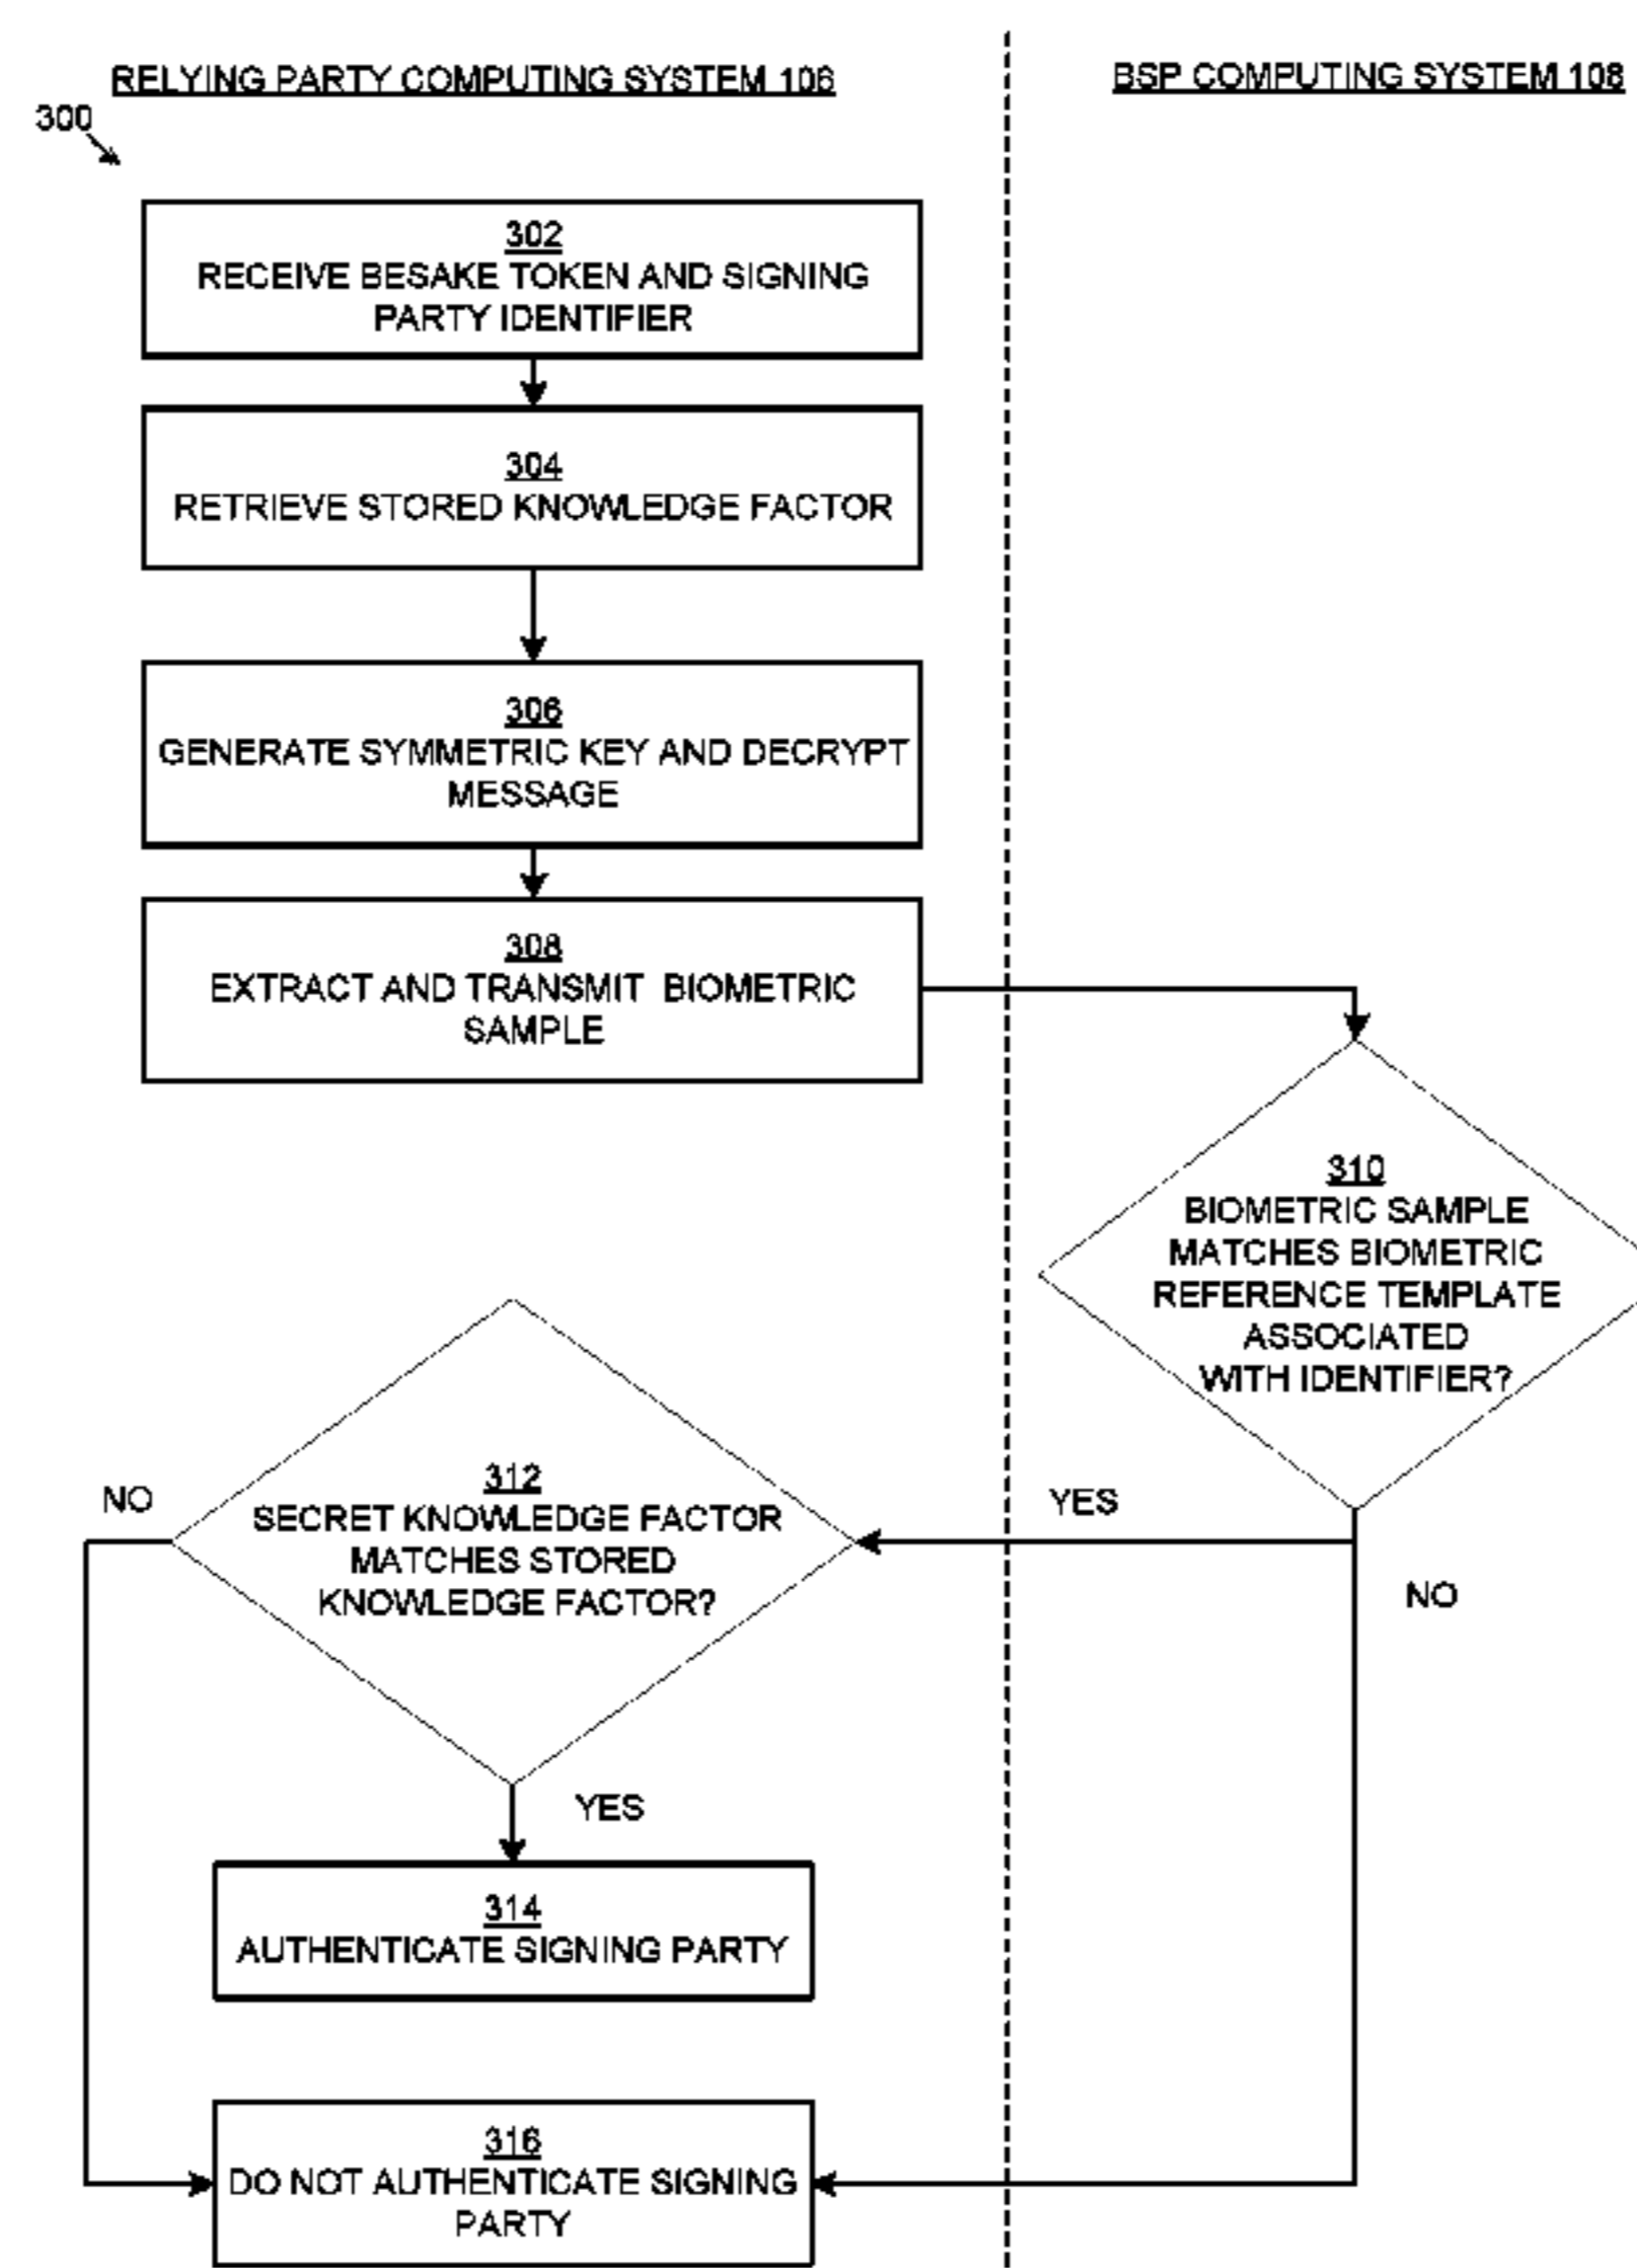 RELYING PARTY COMPUTING SYSTEM 106
BSP COMPUTING SYSTEM 108
300
302
RECEIVE BESAKE TOKEN AND SIGNING
PARTY IDENTIFIER
304
RETRIEVE STORED KNOWLEDGE FACTOR
306
GENERATE SYMMETRIC KEY AND DECRYPT
MESSAGE
308
EXTRACT AND TRANSMIT BIOMETRIC
SAMPLE
310
BIOMETRIC SAMPLE
MATCHES BIOMETRIC
REFERENCE TEMPLATE
ASSOCIATED
WITH IDENTIFIER?
YES
NO
312
SECRET KNOWLEDGE FACTOR
MATCHES STORED
KNOWLEDGE FACTOR?
NO
YES
314
AUTHENTICATE SIGNING PARTY
316
DO NOT AUTHENTICATE SIGNING
PARTY